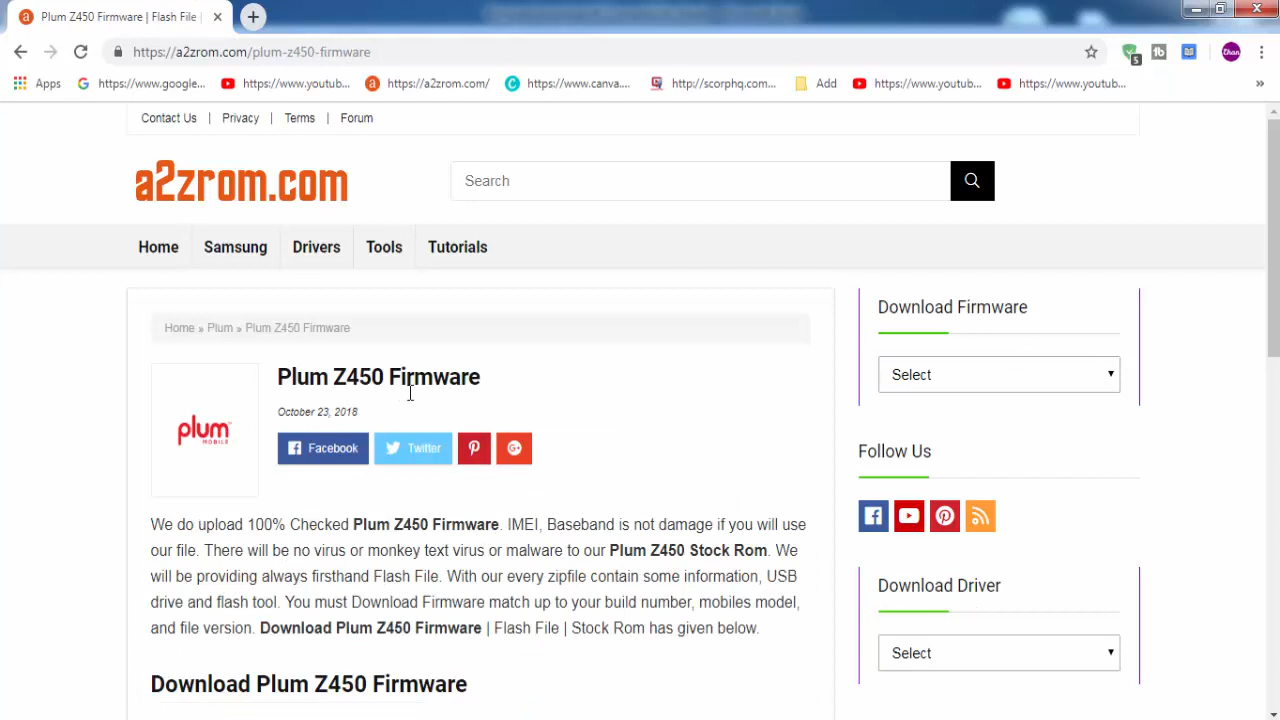 Plum Z450 Firmware | Flash File |
https://a2zrom.com/plum-z450-firmware
5
Ethan
Apps
https://www.google...
https://www.youtub...
https://a2zrom.com/
https://www.canva....
http://scorphq.com...
Add
https://www.youtub...
https://www.youtub...
»
Contact Us | Privacy | Terms | Forum
a2zrom.com
Search
Home Samsung Drivers Tools Tutorials
Home » Plum » Plum Z450 Firmware
plum
MOBILE
Plum Z450 Firmware
October 23, 2018
Facebook
Twitter
We do upload 100% Checked Plum Z450 Firmware. IMEI, Baseband is not damage if you will use
our file. There will be no virus or monkey text virus or malware to our Plum Z450 Stock Rom. We
will be providing always firsthand Flash File. With our every zipfile contain some information, USB
drive and flash tool. You must Download Firmware match up to your build number, mobiles model,
and file version. Download Plum Z450 Firmware | Flash File | Stock Rom has given below.
Download Plum Z450 Firmware
Download Firmware
Select
Follow Us
Download Driver
Select